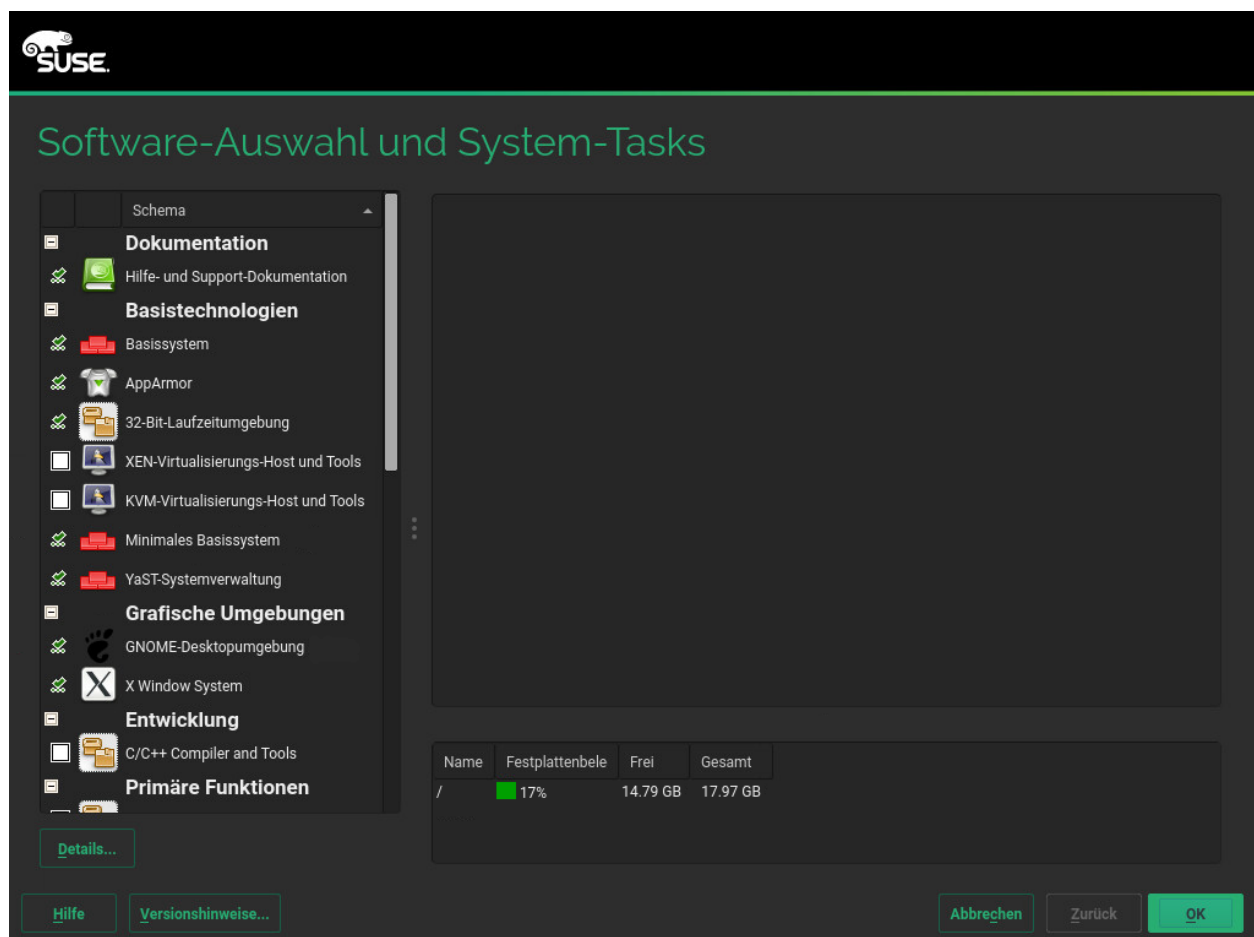 SUSE.
Software-Auswahl und System-Tasks
Schema
Dokumentation
Hilfe- und Support-Dokumentation
Basistechnologien
Basissystem
AppArmor
32-Bit-Laufzeitumgebung
XEN-Virtualisierungs-Host und Tools
KVM-Virtualisierungs-Host und Tools
Minimales Basissystem
YaST-Systemverwaltung
Grafische Umgebungen
GNOME-Desktopumgebung
X Window System
Entwicklung
C/C++ Compiler and Tools
Primäre Funktionen
Name Festplattenbele Frei Gesamt
/ 17% 14.79 GB 17.97 GB
Details...
Hilfe Versionshinweise... Abbrechen Zurück OK